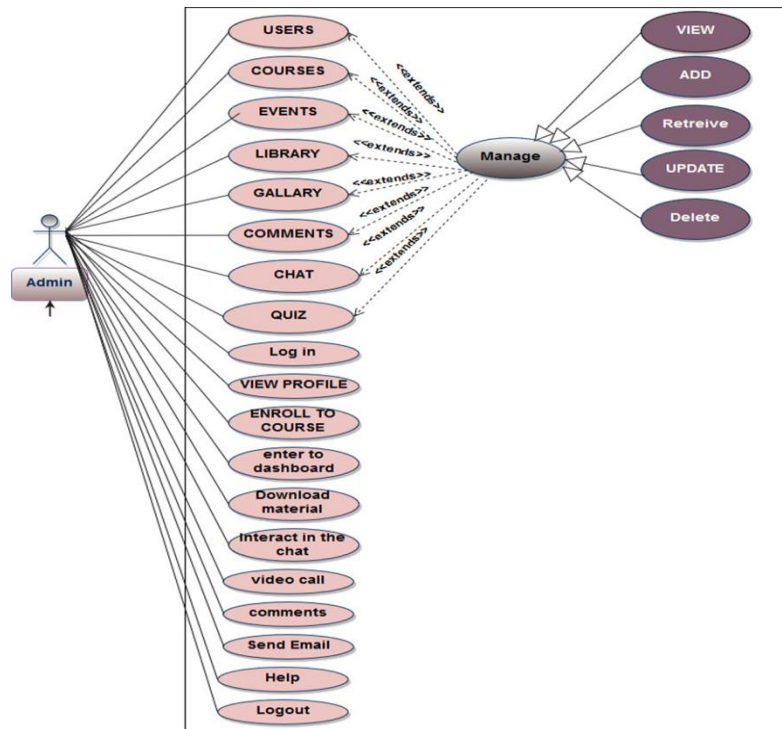 USERS
COURSES
EVENTS
LIBRARY
GALLARY
COMMENTS
CHAT
QUIZ
Log in
VIEW PROFILE
ENROLL TO
COURSE
enter to
dashboard
Download
material
Interact in the
chat
video call
comments
Send Email
Help
Logout
Admin
<<extends>>
<<extends>>
<<extends>>
<<extends>>
<<extends>>
<<extends>>
<<extends>>
<<extends>>
Manage
VIEW
ADD
Retreive
UPDATE
Delete